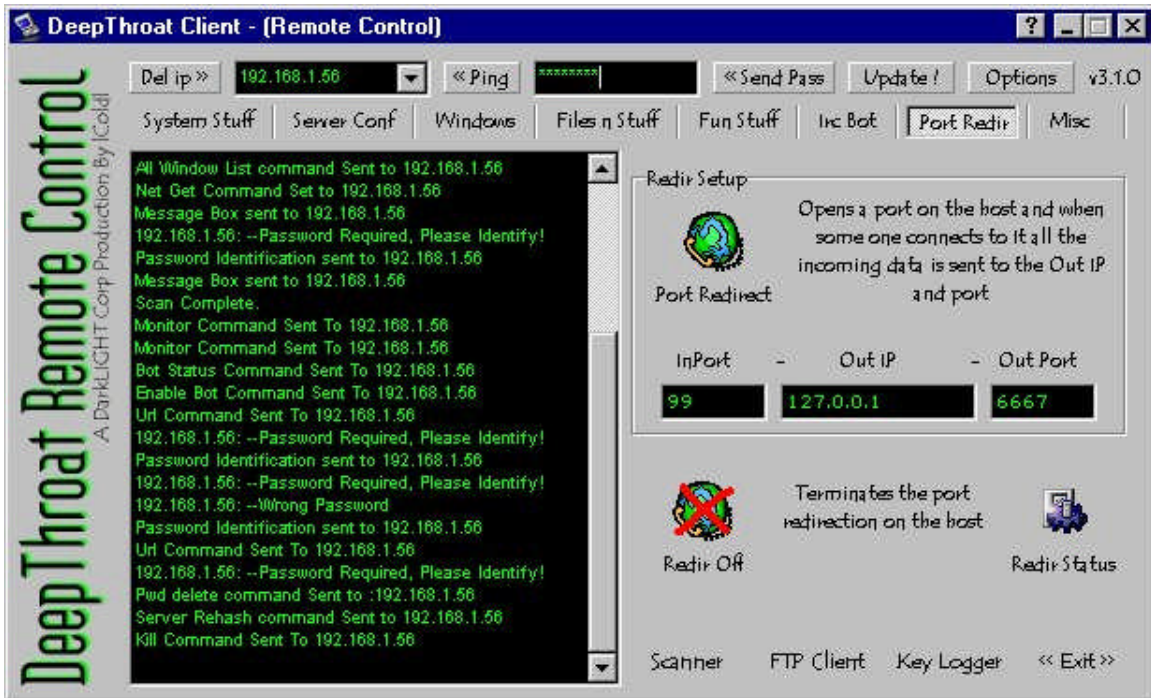 DeepThroat Client - (Remote Control)
Del ip » 192.168.1.56 « Ping ******** « Send Pass Update ! Options v3.1.0
System Stuff Server Conf Windows Files n Stuff Fun Stuff Irc Bot Port Redir Misc
DeepThroat Remote Control
A DarkLIGHT Corp Production By |Cold|
All Window List command Sent to 192.168.1.56
Net Get Command Set to 192.168.1.56
Message Box sent to 192.168.1.56
192.168.1.56: --Password Required, Please Identify!
Password Identification sent to 192.168.1.56
Message Box sent to 192.168.1.56
Scan Complete.
Monitor Command Sent To 192.168.1.56
Monitor Command Sent To 192.168.1.56
Bot Status Command Sent To 192.168.1.56
Enable Bot Command Sent To 192.168.1.56
Url Command Sent To 192.168.1.56
192.168.1.56: --Password Required, Please Identify!
Password Identification sent to 192.168.1.56
192.168.1.56: --Password Required, Please Identify!
192.168.1.56: --Wrong Password
Password Identification sent to 192.168.1.56
Url Command Sent To 192.168.1.56
192.168.1.56: --Password Required, Please Identify!
Pwd delete command Sent to :192.168.1.56
Server Rehash command Sent to 192.168.1.56
Kill Command Sent To 192.168.1.56
Redir Setup
Port Redirect
Opens a port on the host and when
some one connects to it all the
incoming data is sent to the Out IP
and port
InPort - Out IP - Out Port
99 127.0.0.1 6667
Redir Off
Terminates the port
redirection on the host
Redir Status
Scanner FTP Client Key Logger « Exit »